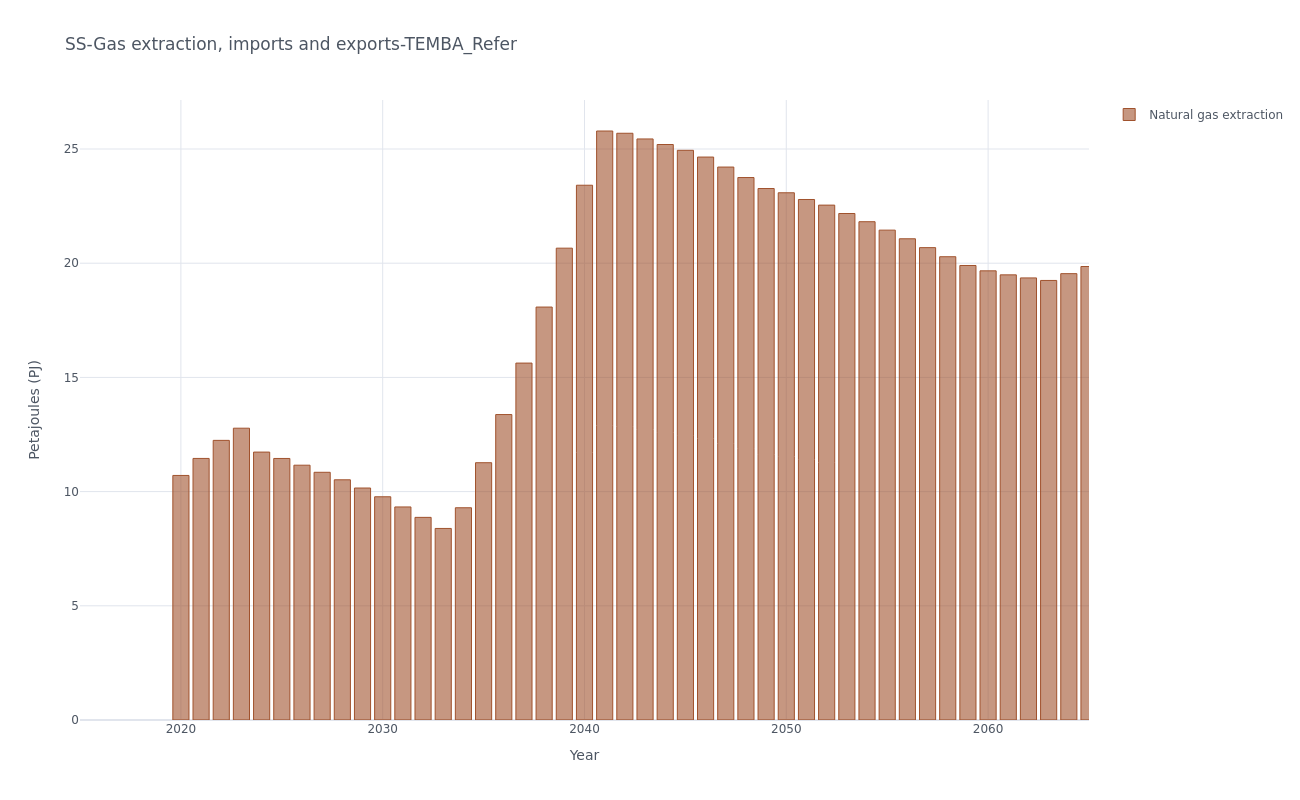 SS-Gas extraction, imports and exports-TEMBA_Refer
Natural gas extraction
25
20
15
10
5
0
Petajoules (PJ)
2020 2030 2040 2050 2060
Year